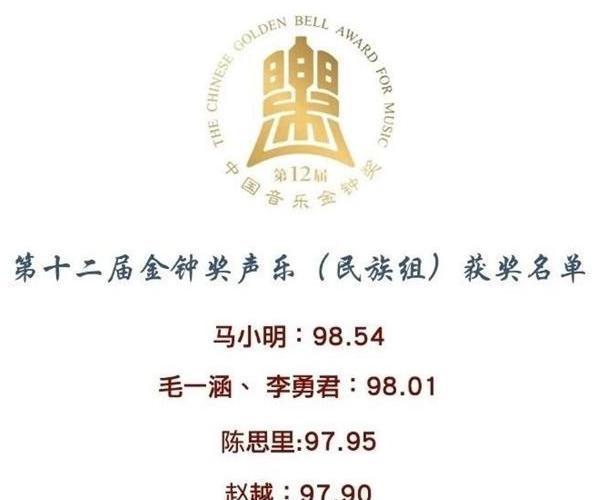 THE CHINESE GOLDEN BELL AWARD FOR MUSIC
第12届
中国音乐金钟奖
第十二届金钟奖声乐（民族组）获奖名单
马小明：98.54
毛一涵、李勇君：98.01
陈思里:97.95
赵越：97.90